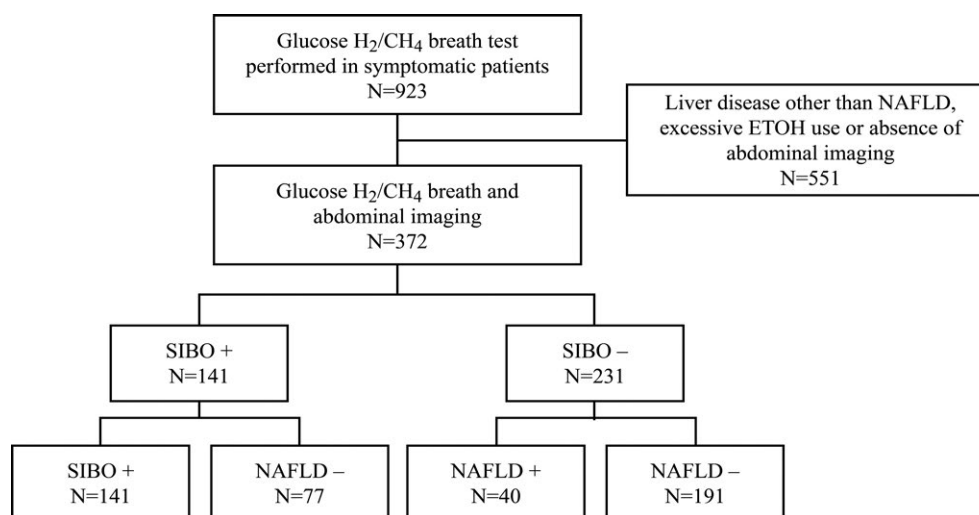 Glucose H₂/CH₄ breath test
performed in symptomatic patients
N=923
Liver disease other than NAFLD,
excessive ETOH use or absence of
abdominal imaging
N=551
Glucose H₂/CH₄ breath and
abdominal imaging
N=372
SIBO +
N=141
SIBO –
N=231
SIBO +
N=141
NAFLD –
N=77
NAFLD +
N=40
NAFLD –
N=191